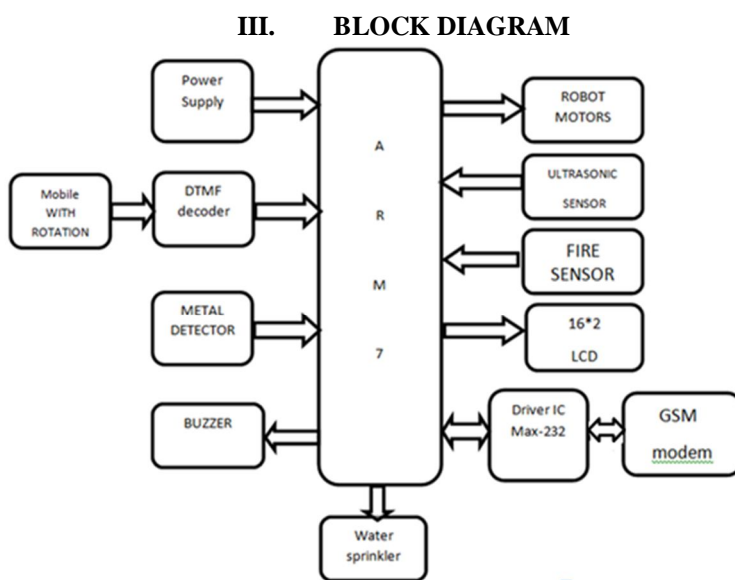 III. BLOCK DIAGRAM
Power
Supply
Mobile
WITH
ROTATION
DTMF
decoder
METAL
DETECTOR
BUZZER
A
R
M
7
ROBOT
MOTORS
ULTRASONIC
SENSOR
FIRE
SENSOR
16*2
LCD
Driver IC
Max-232
GSM
modem
Water
sprinkler